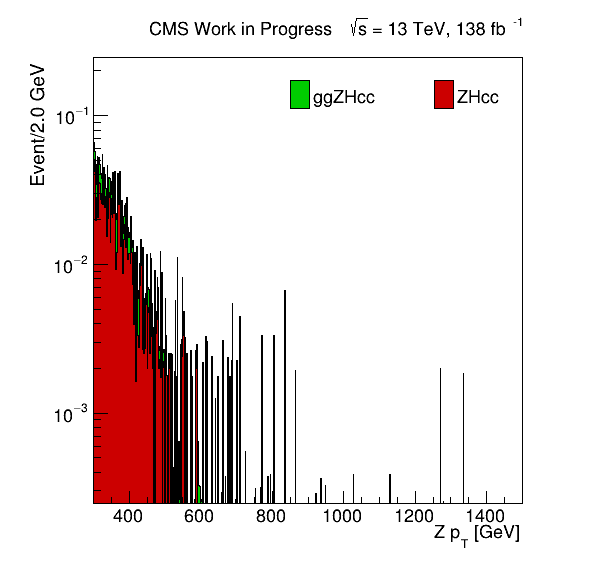 CMS Work in Progress √s = 13 TeV, 138 fb⁻¹
Event/2.0 GeV
ggZHcc ZHcc
10⁻¹
10⁻²
10⁻³
400 600 800 1000 1200 1400
Z p_T [GeV]